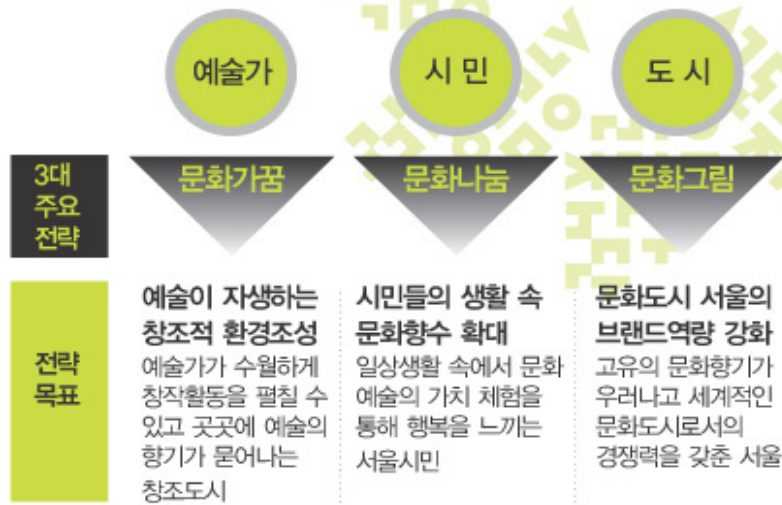 예술가
시 민
도 시
3대
주요
전략
문화가꿈
문화나눔
문화그림
전략
목표
예술이 자생하는
창조적 환경조성
예술가가 수월하게
창작활동을 펼칠 수
있고 곳곳에 예술의
향기가 묻어나는
창조도시
시민들의 생활 속
문화향수 확대
일상생활 속에서 문화
예술의 가치 체험을
통해 행복을 느끼는
서울시민
문화도시 서울의
브랜드역량 강화
고유의 문화향기가
우러나고 세계적인
문화도시로서의
경쟁력을 갖춘 서울